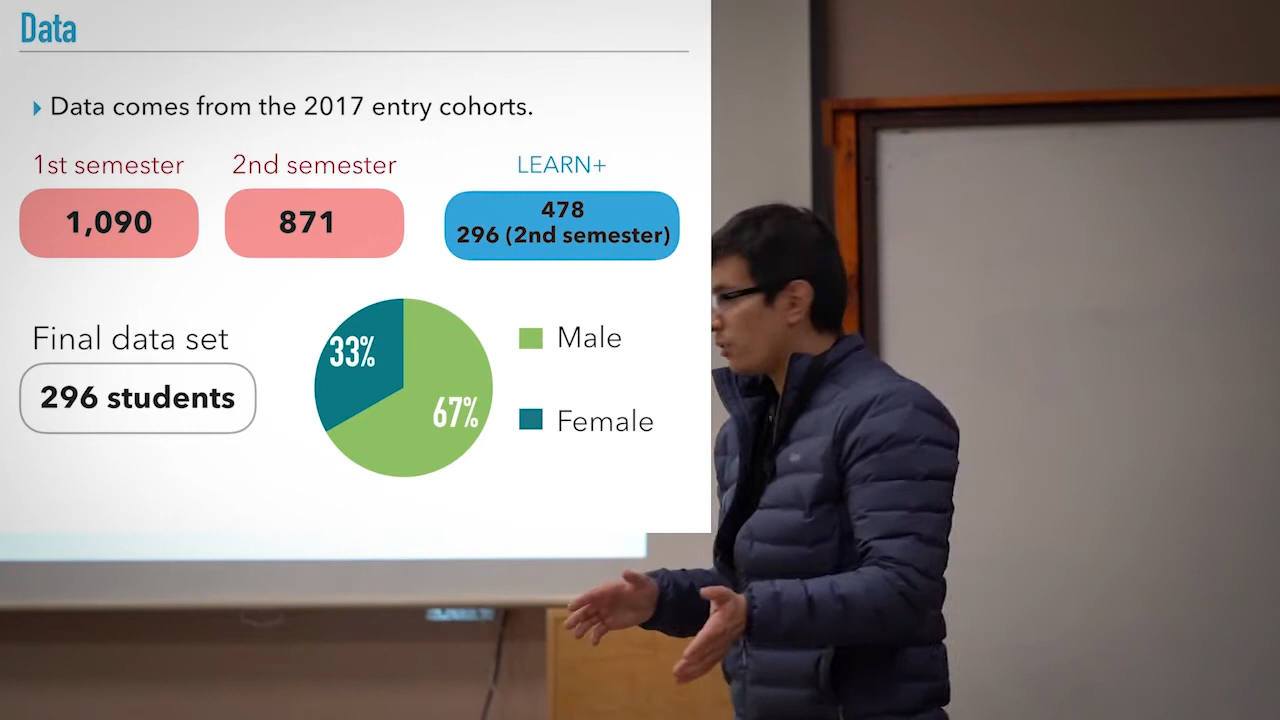 Data
Data comes from the 2017 entry cohorts.
1st semester 2nd semester LEARN+
1,090 871 478
296 (2nd semester)
Final data set
296 students
33%
67%
Male
Female